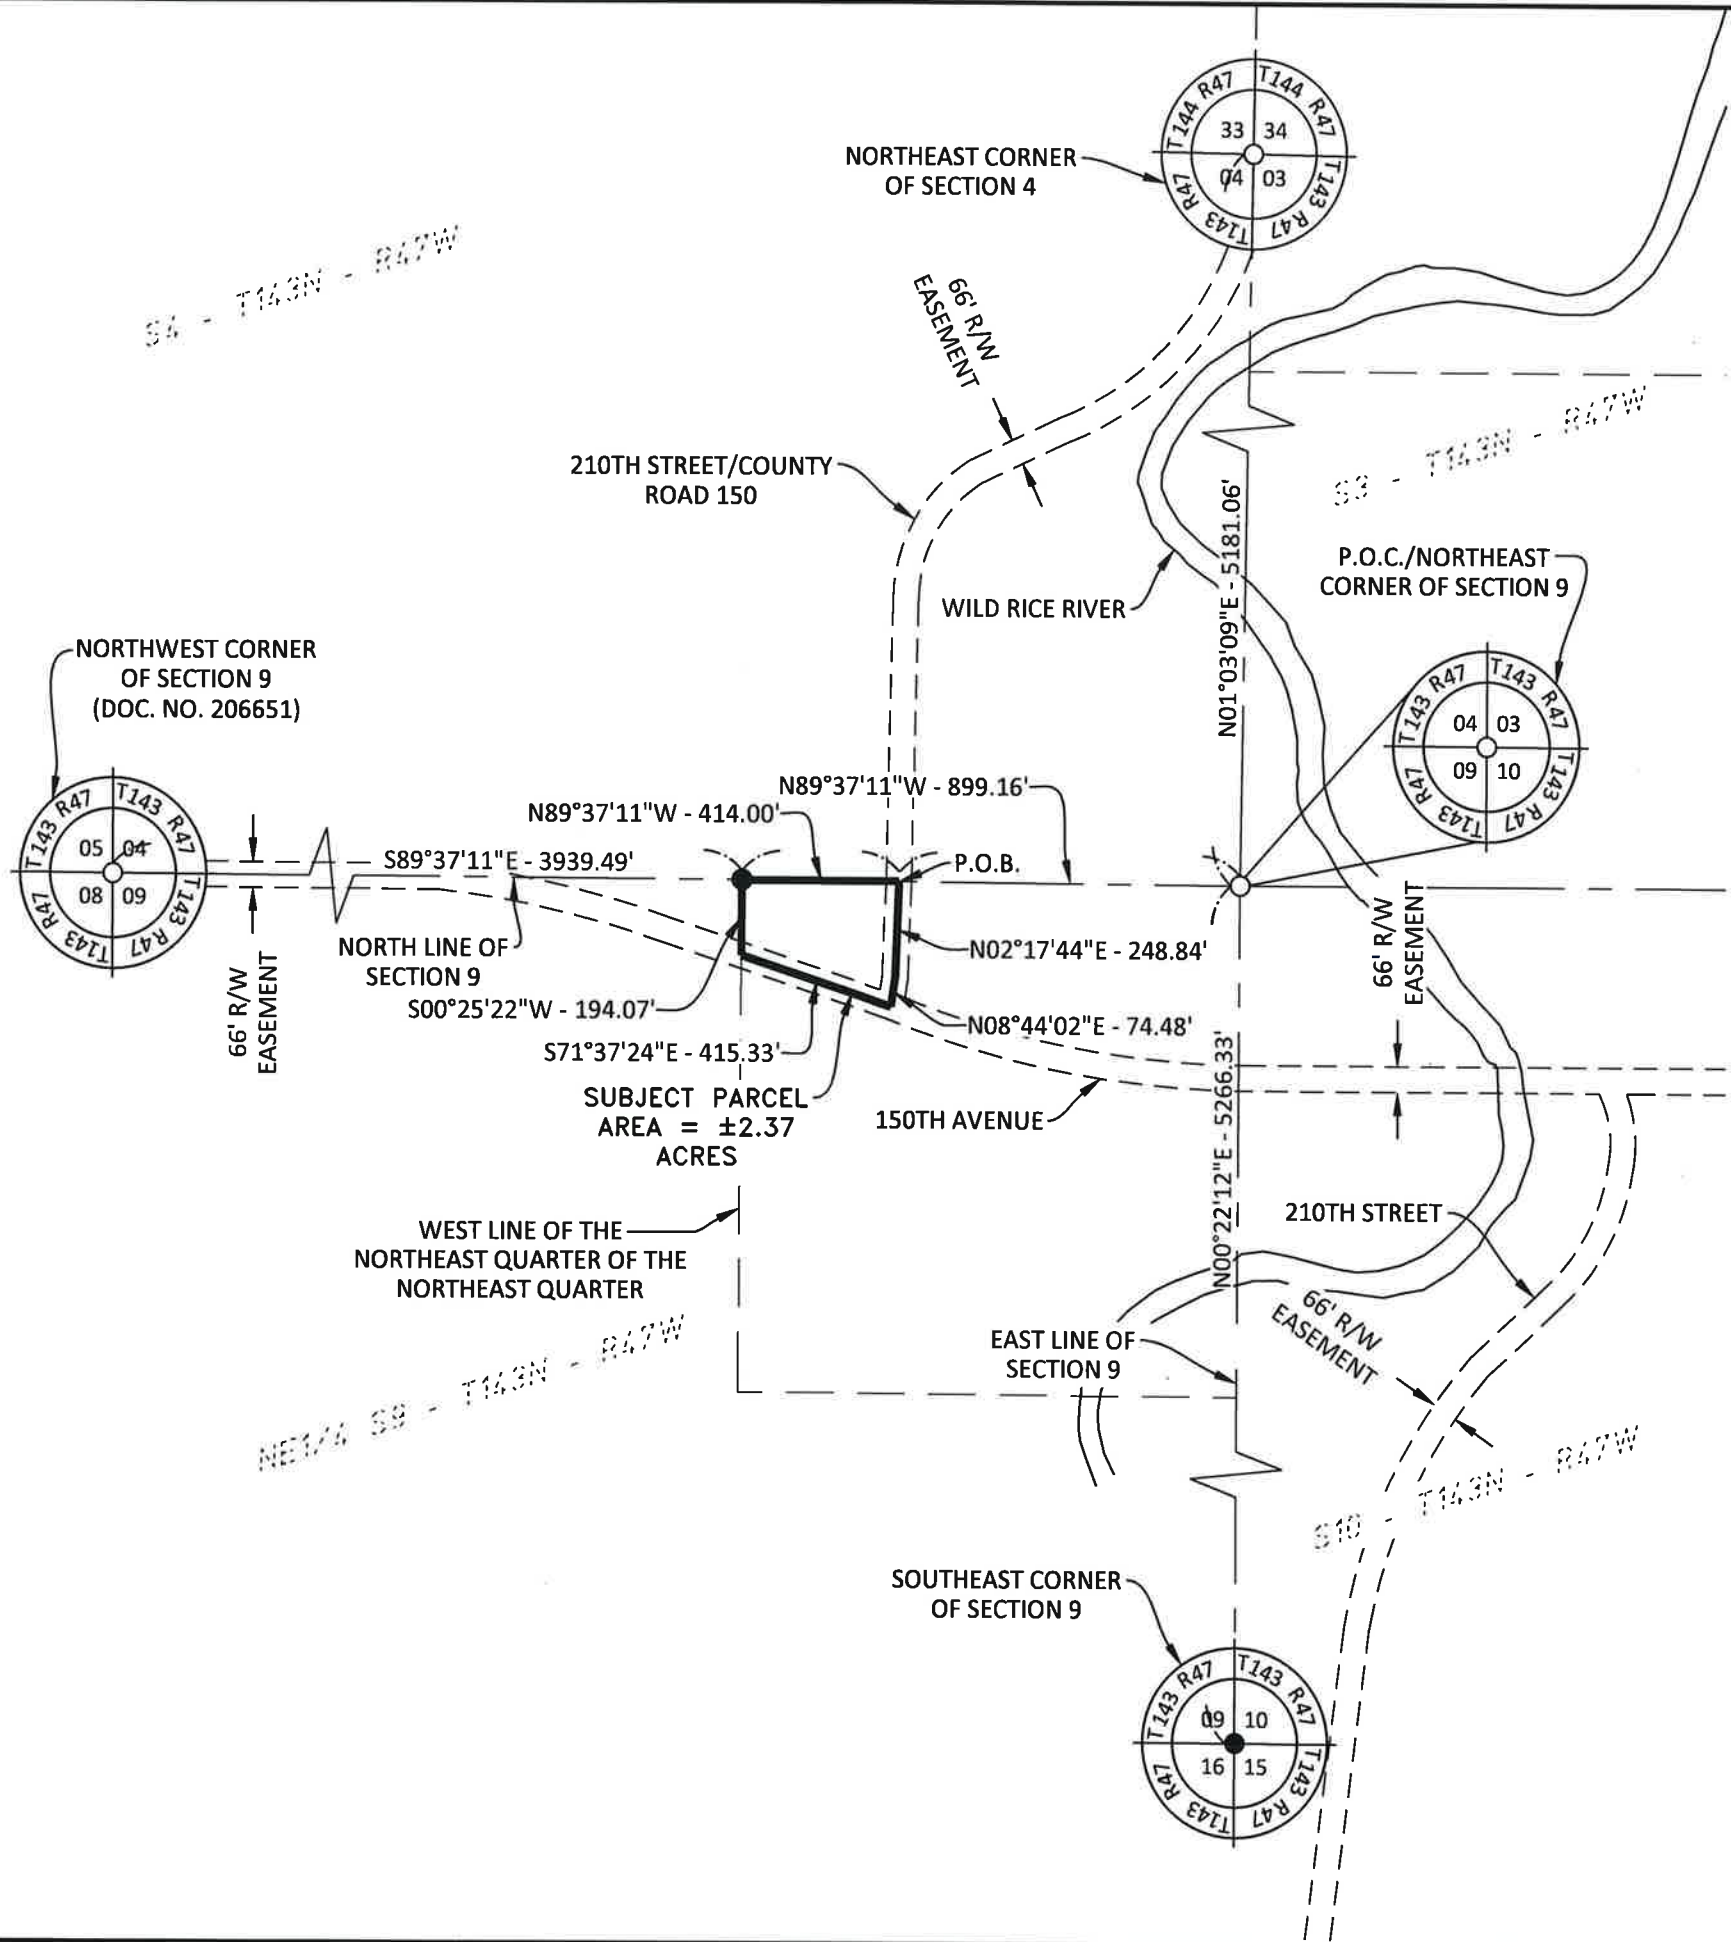 T144 R47
T144 R47
33 34
04 03
T143 R47
T143 R47
NORTHEAST CORNER
OF SECTION 4
S4 - T143N - R47W
66' R/W
EASEMENT
S3 - T143N - R47W
210TH STREET/COUNTY
ROAD 150
N01°03'09"E - 5181.06'
P.O.C./NORTHEAST
CORNER OF SECTION 9
WILD RICE RIVER
NORTHWEST CORNER
OF SECTION 9
(DOC. NO. 206651)
T143 R47
T143 R47
04 03
09 10
T143 R47
T143 R47
T143 R47
T143 R47
05 04
08 09
T143 R47
T143 R47
N89°37'11"W - 899.16'
N89°37'11"W - 414.00'
S89°37'11"E - 3939.49'
P.O.B.
66' R/W
EASEMENT
NORTH LINE OF
SECTION 9
N02°17'44"E - 248.84'
66' R/W
EASEMENT
S00°25'22"W - 194.07'
N08°44'02"E - 74.48'
S71°37'24"E - 415.33'
SUBJECT PARCEL
AREA = ±2.37
ACRES
150TH AVENUE
N00°22'12"E - 5266.33'
WEST LINE OF THE
NORTHEAST QUARTER OF THE
NORTHEAST QUARTER
210TH STREET
66' R/W
EASEMENT
EAST LINE OF
SECTION 9
NE1/4 S9 - T143N - R47W
S10 - T143N - R47W
SOUTHEAST CORNER
OF SECTION 9
T143 R47
T143 R47
09 10
16 15
T143 R47
T143 R47